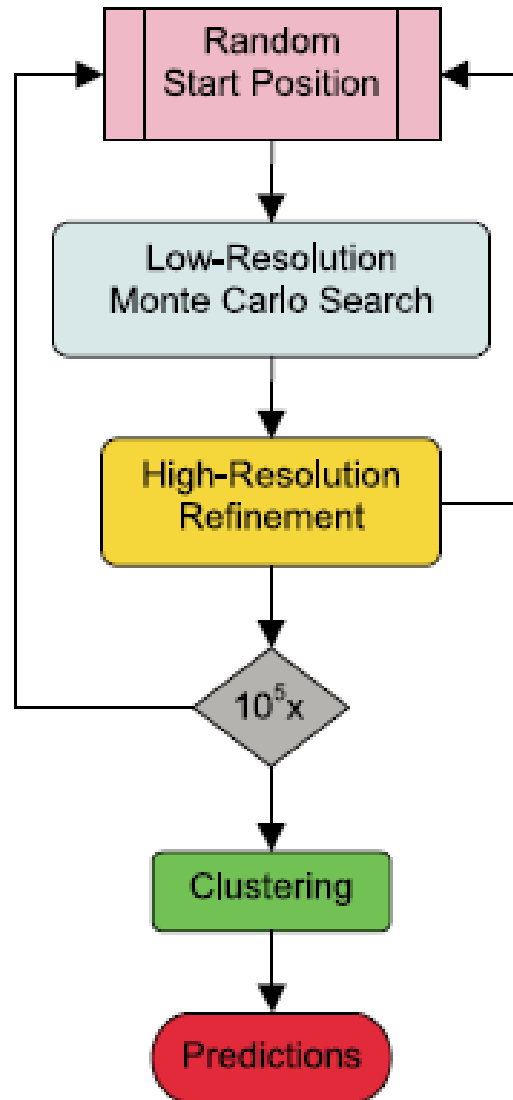 Random
Start Position
Low-Resolution
Monte Carlo Search
High-Resolution
Refinement
10⁵x
Clustering
Predictions